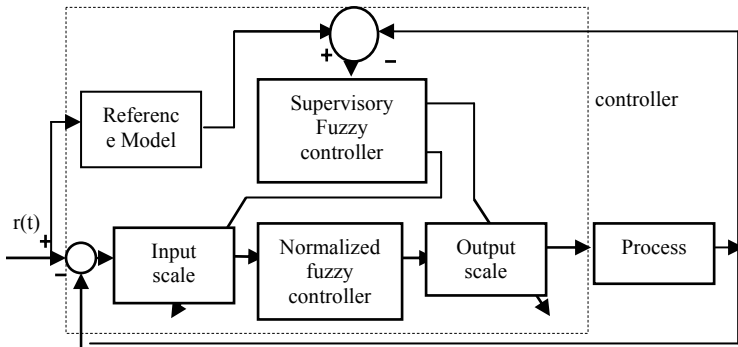 +
−
Referenc
e Model
Supervisory
Fuzzy
controller
controller
r(t)
+
−
Input
scale
Normalized
fuzzy
controller
Output
scale
Process